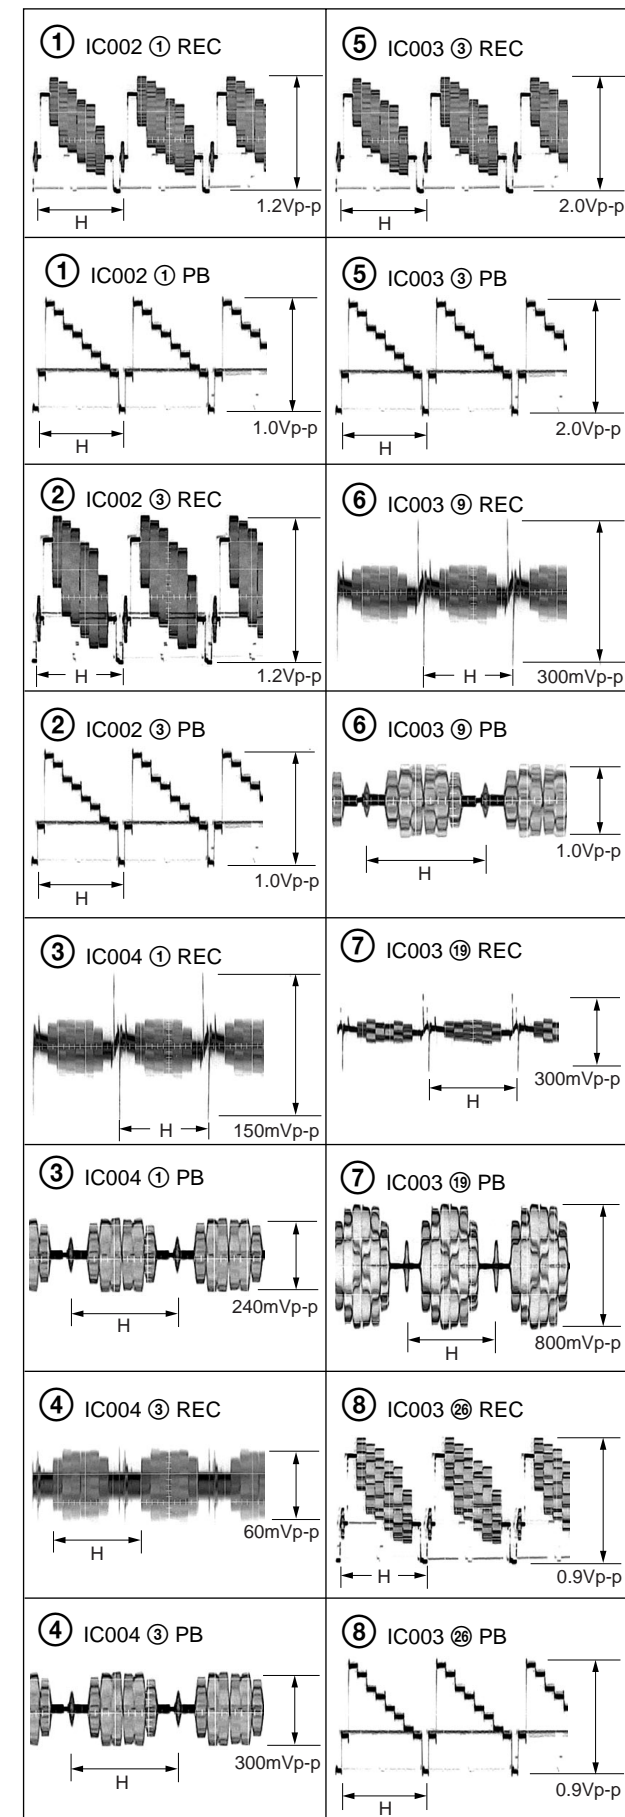 ① IC002 ① REC
1.2Vp-p
H
① IC002 ① PB
1.0Vp-p
H
② IC002 ③ REC
H
1.2Vp-p
② IC002 ③ PB
1.0Vp-p
H
③ IC004 ① REC
H
150mVp-p
③ IC004 ① PB
240mVp-p
H
④ IC004 ③ REC
60mVp-p
H
④ IC004 ③ PB
300mVp-p
H
⑤ IC003 ③ REC
2.0Vp-p
H
⑤ IC003 ③ PB
2.0Vp-p
H
⑥ IC003 ⑨ REC
H
300mVp-p
⑥ IC003 ⑨ PB
1.0Vp-p
H
⑦ IC003 ⑲ REC
300mVp-p
H
⑦ IC003 ⑲ PB
800mVp-p
H
⑧ IC003 ㉖ REC
H
0.9Vp-p
⑧ IC003 ㉖ PB
0.9Vp-p
H